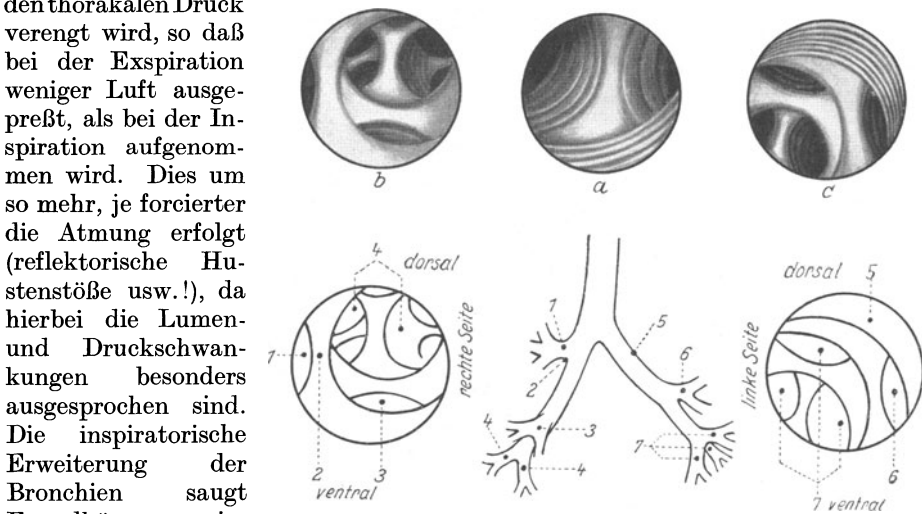 den thorakalen Druck
verengt wird, so daß
bei der Exspiration
weniger Luft ausge-
preßt, als bei der In-
spiration aufgenom-
men wird. Dies um
so mehr, je forcierter
die Atmung erfolgt
(reflektorische Hu-
stenstöße usw.!), da
hierbei die Lumen-
und Druckschwan-
kungen besonders
ausgesprochen sind.
Die inspiratorische
Erweiterung der
Bronchien saugt
b
a
c
4
dorsal
1
rechte Seite
2
3
ventral
1
5
2
6
3
4
4
7
dorsal 5
linke Seite
6
7 ventral